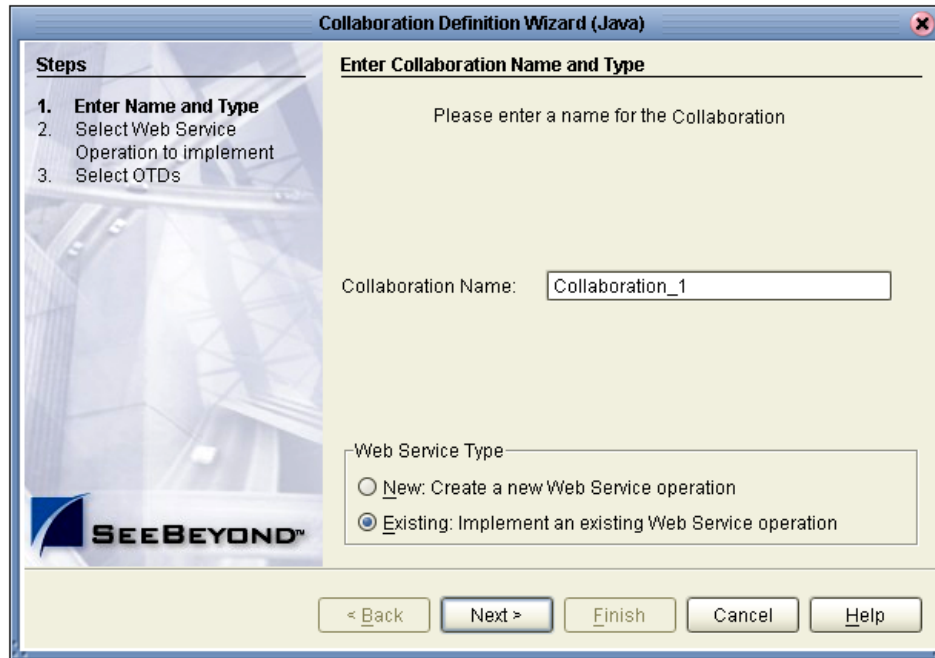 Collaboration Definition Wizard (Java)
Steps
1. Enter Name and Type
2. Select Web Service
Operation to implement
3. Select OTDs
SEEBEYOND™
Enter Collaboration Name and Type
Please enter a name for the Collaboration
Collaboration Name: Collaboration_1
Web Service Type
New: Create a new Web Service operation
Existing: Implement an existing Web Service operation
< Back Next > Finish Cancel Help